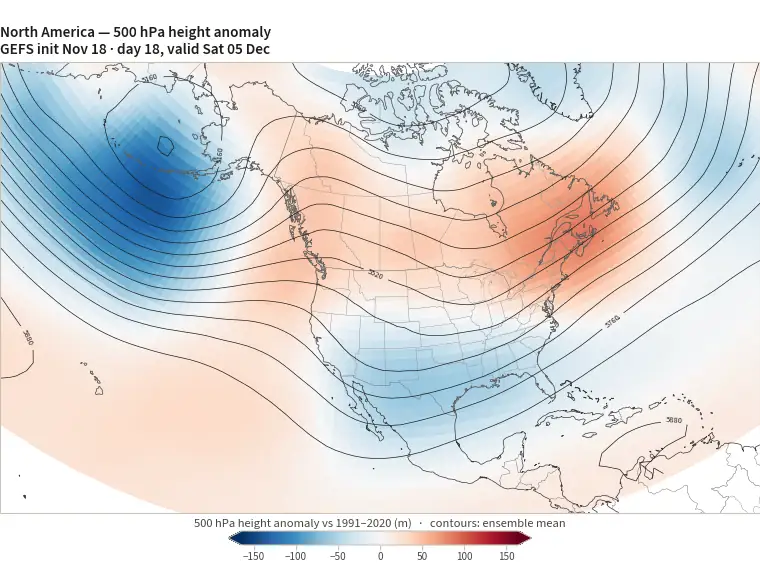 North America — 500 hPa height anomaly
GEFS init Nov 18 · day 18, valid Sat 05 Dec
5160
5160
5520
5760
5880
5880
500 hPa height anomaly vs 1991–2020 (m) · contours: ensemble mean
−150 −100 −50 0 50 100 150